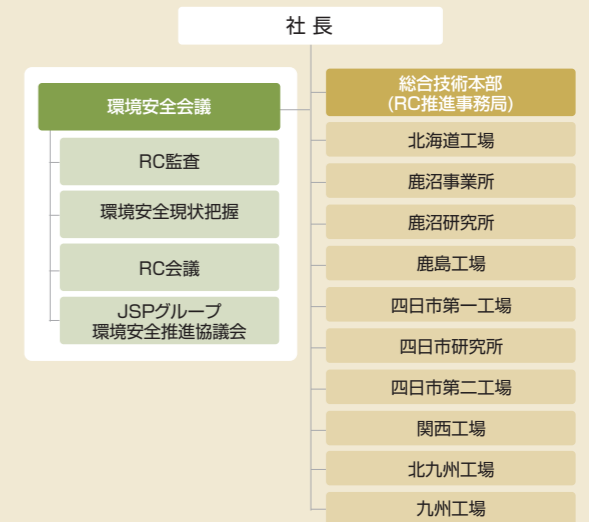 社 長
環境安全会議
RC監査
環境安全現状把握
RC会議
JSPグループ
環境安全推進協議会
総合技術本部
(RC推進事務局)
北海道工場
鹿沼事業所
鹿沼研究所
鹿島工場
四日市第一工場
四日市研究所
四日市第二工場
関西工場
北九州工場
九州工場